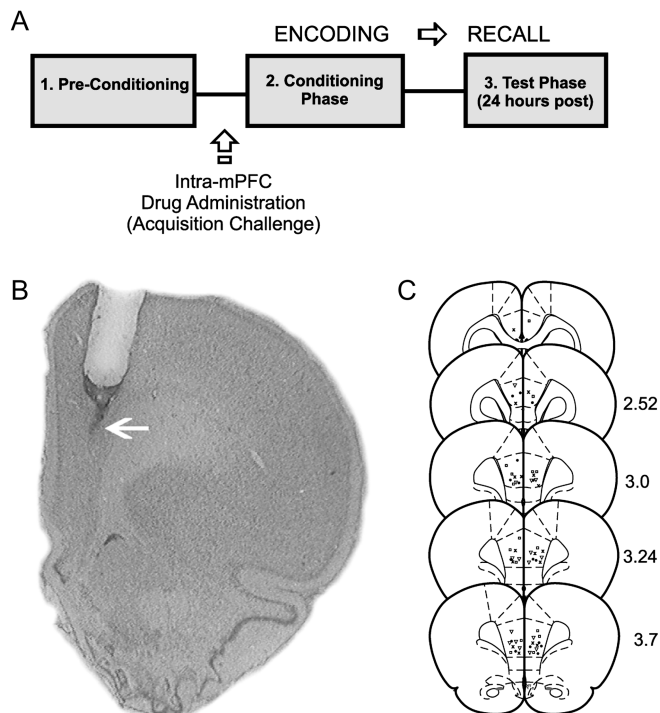 A
ENCODING RECALL
1. Pre-Conditioning
2. Conditioning
Phase
3. Test Phase
(24 hours post)
Intra-mPFC
Drug Administration
(Acquisition Challenge)
B
C
2.52
3.0
3.24
3.7